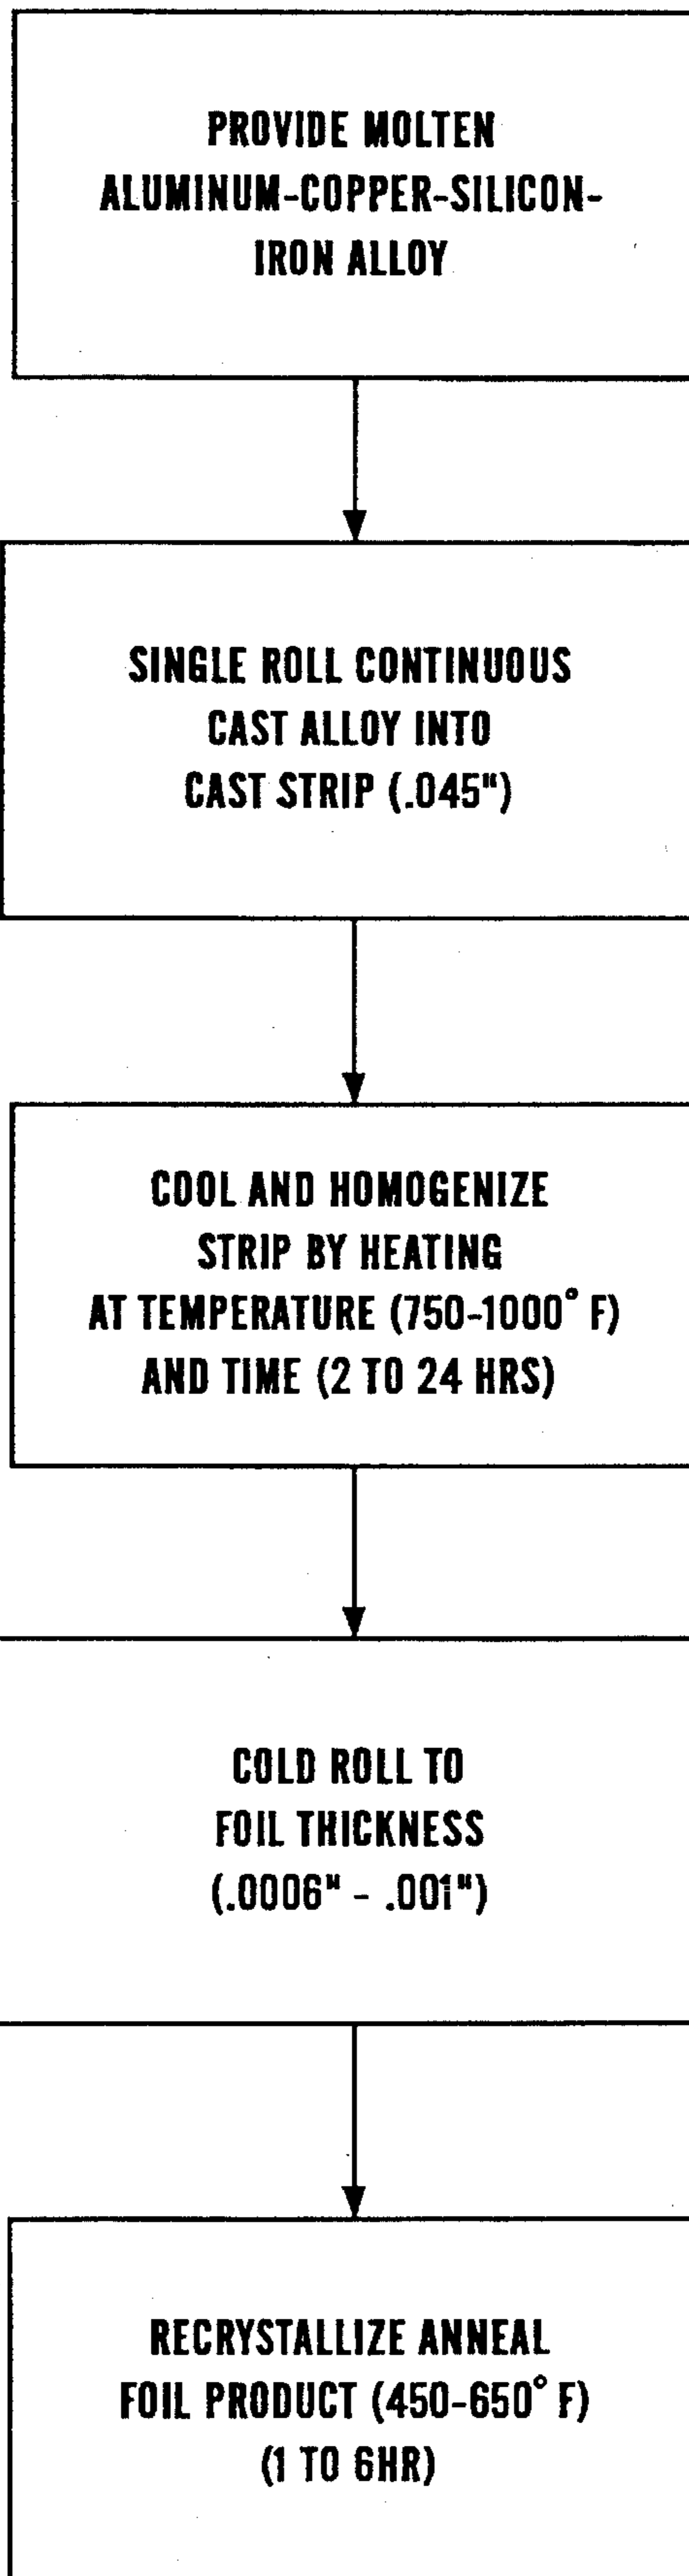 PROVIDE MOLTEN
ALUMINUM-COPPER-SILICON-
IRON ALLOY
SINGLE ROLL CONTINUOUS
CAST ALLOY INTO
CAST STRIP (.045")
COOL AND HOMOGENIZE
STRIP BY HEATING
AT TEMPERATURE (750-1000° F)
AND TIME (2 TO 24 HRS)
COLD ROLL TO
FOIL THICKNESS
(.0006" - .001")
RECRYSTALLIZE ANNEAL
FOIL PRODUCT (450-650° F)
(1 TO 6HR)